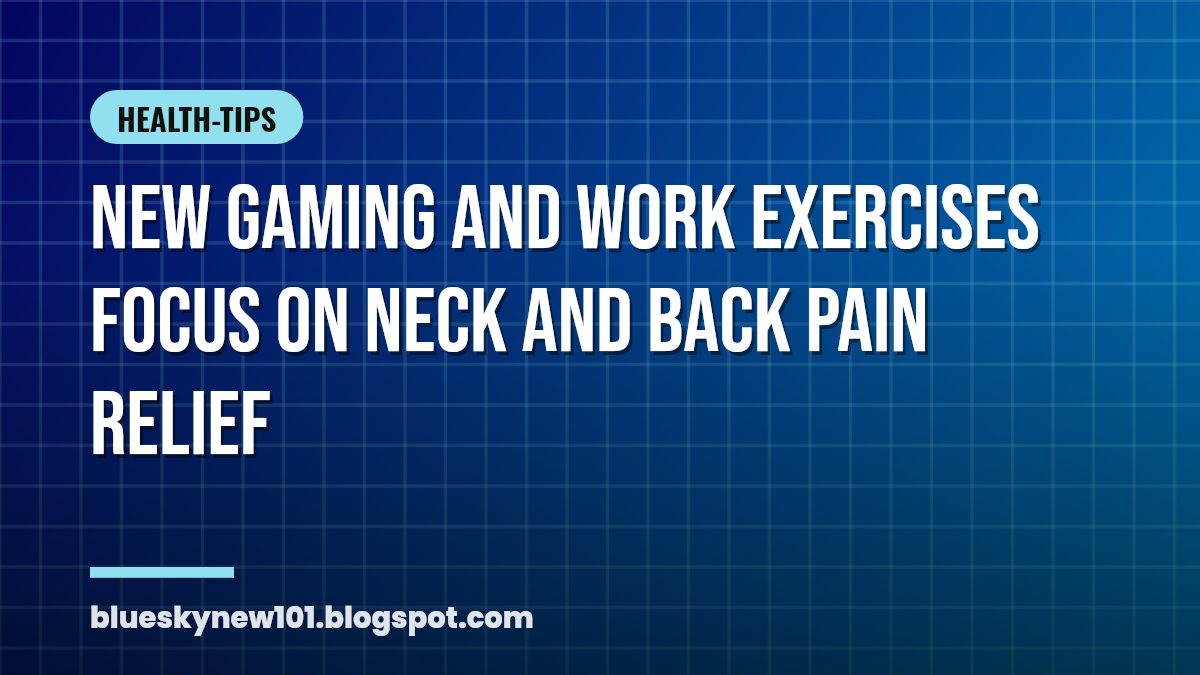 HEALTH-TIPS
NEW GAMING AND WORK EXERCISES
FOCUS ON NECK AND BACK PAIN
RELIEF
blueskynew101.blogspot.com